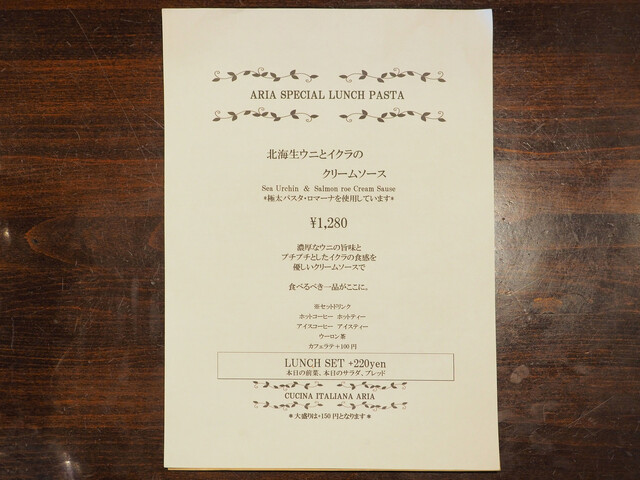 ARIA SPECIAL LUNCH PASTA
北海生ウニとイクラの
クリームソース
Sea Urchin & Salmon roe Cream Sause
*極太パスタ・ロマーナを使用しています*
¥1,280
濃厚なウニの旨味と
プチプチとしたイクラの食感を
優しいクリームソースで
食べるべき一品がここに。
※セットドリンク
ホットコーヒー ホットティー
アイスコーヒー アイスティー
ウーロン茶
カフェラテ+100円
LUNCH SET +220yen
本日の前菜、本日のサラダ、ブレッド
CUCINA ITALIANA ARIA
*大盛りは+150円となります*